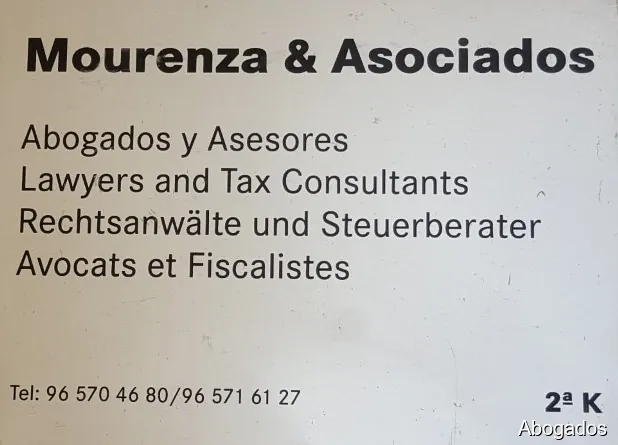 Mourenza & Asociados
Abogados y Asesores
Lawyers and Tax Consultants
Rechtsanwälte und Steuerberater
Avocats et Fiscalistes
Tel: 96 570 46 80/96 571 61 27
2ª K
Abogados